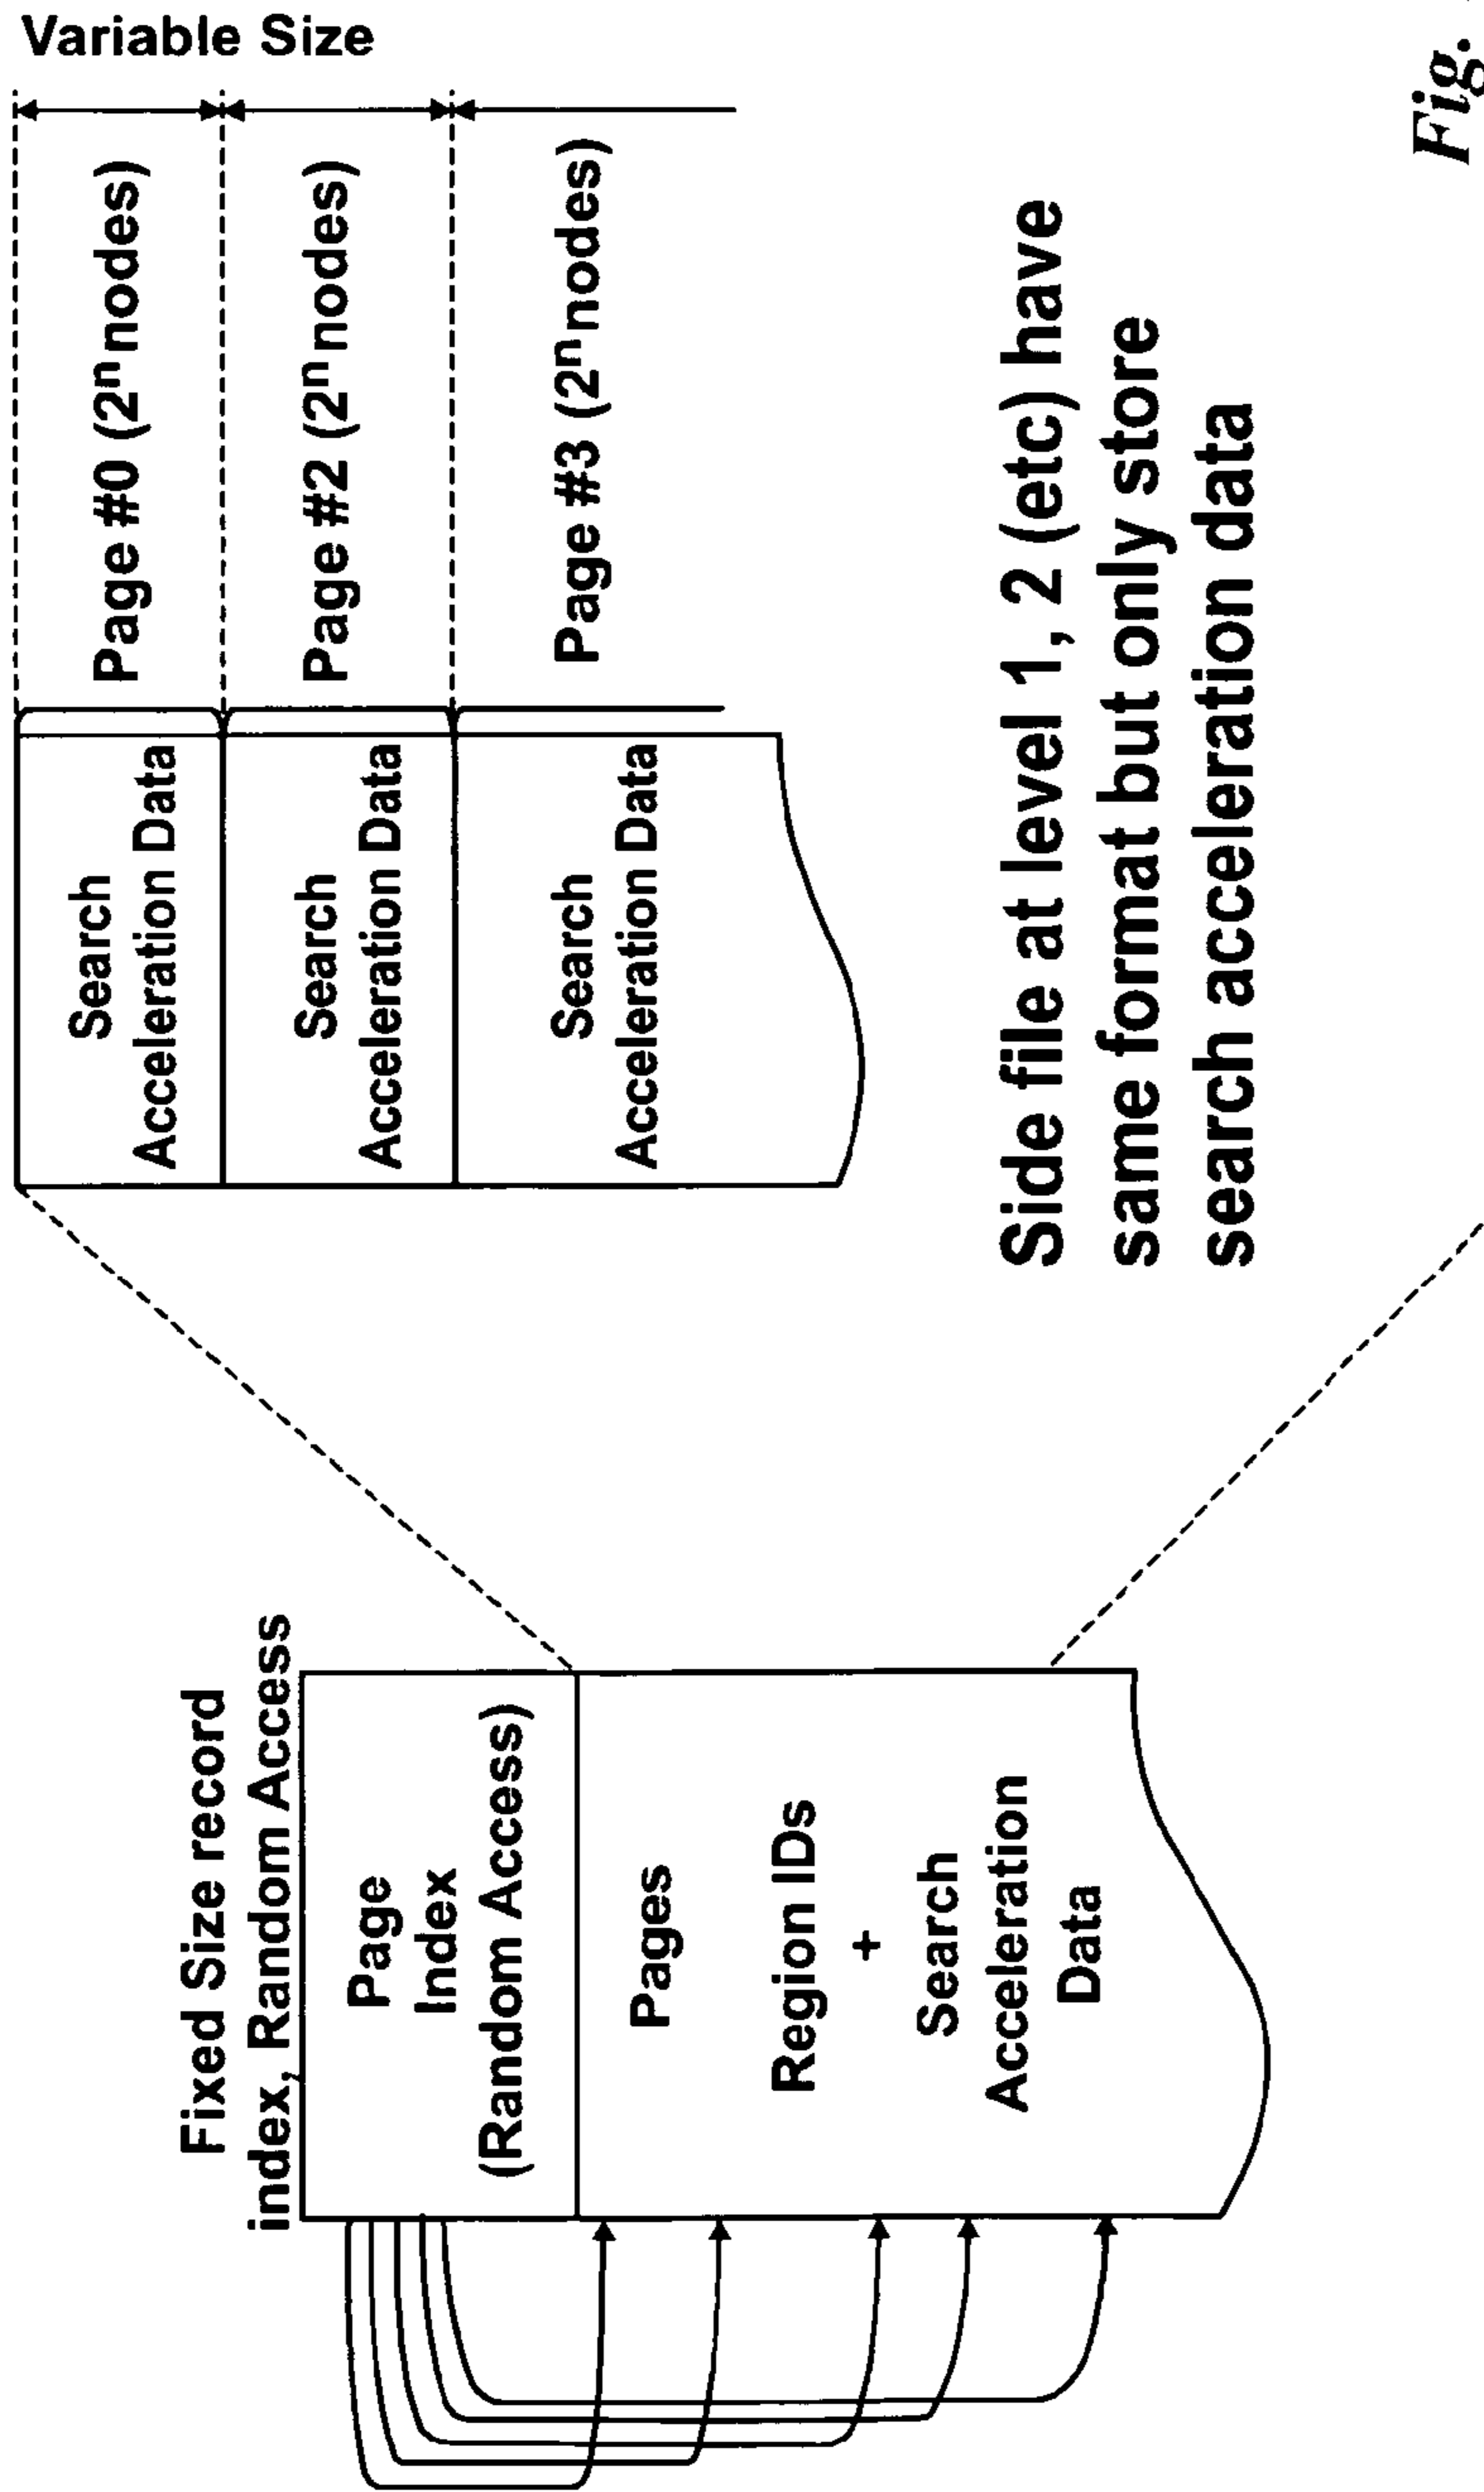 Fixed Size record
index, Random Access
Page
Index
(Random Access)
Pages
Region IDs
+
Search
Acceleration
Data
Search
Acceleration Data
Search
Acceleration Data
Search
Acceleration Data
Page #0 (2ⁿ nodes)
Page #2 (2ⁿ nodes)
Page #3 (2ⁿ nodes)
Variable Size
Side file at level 1, 2 (etc) have
same format but only store
search acceleration data
Fig.